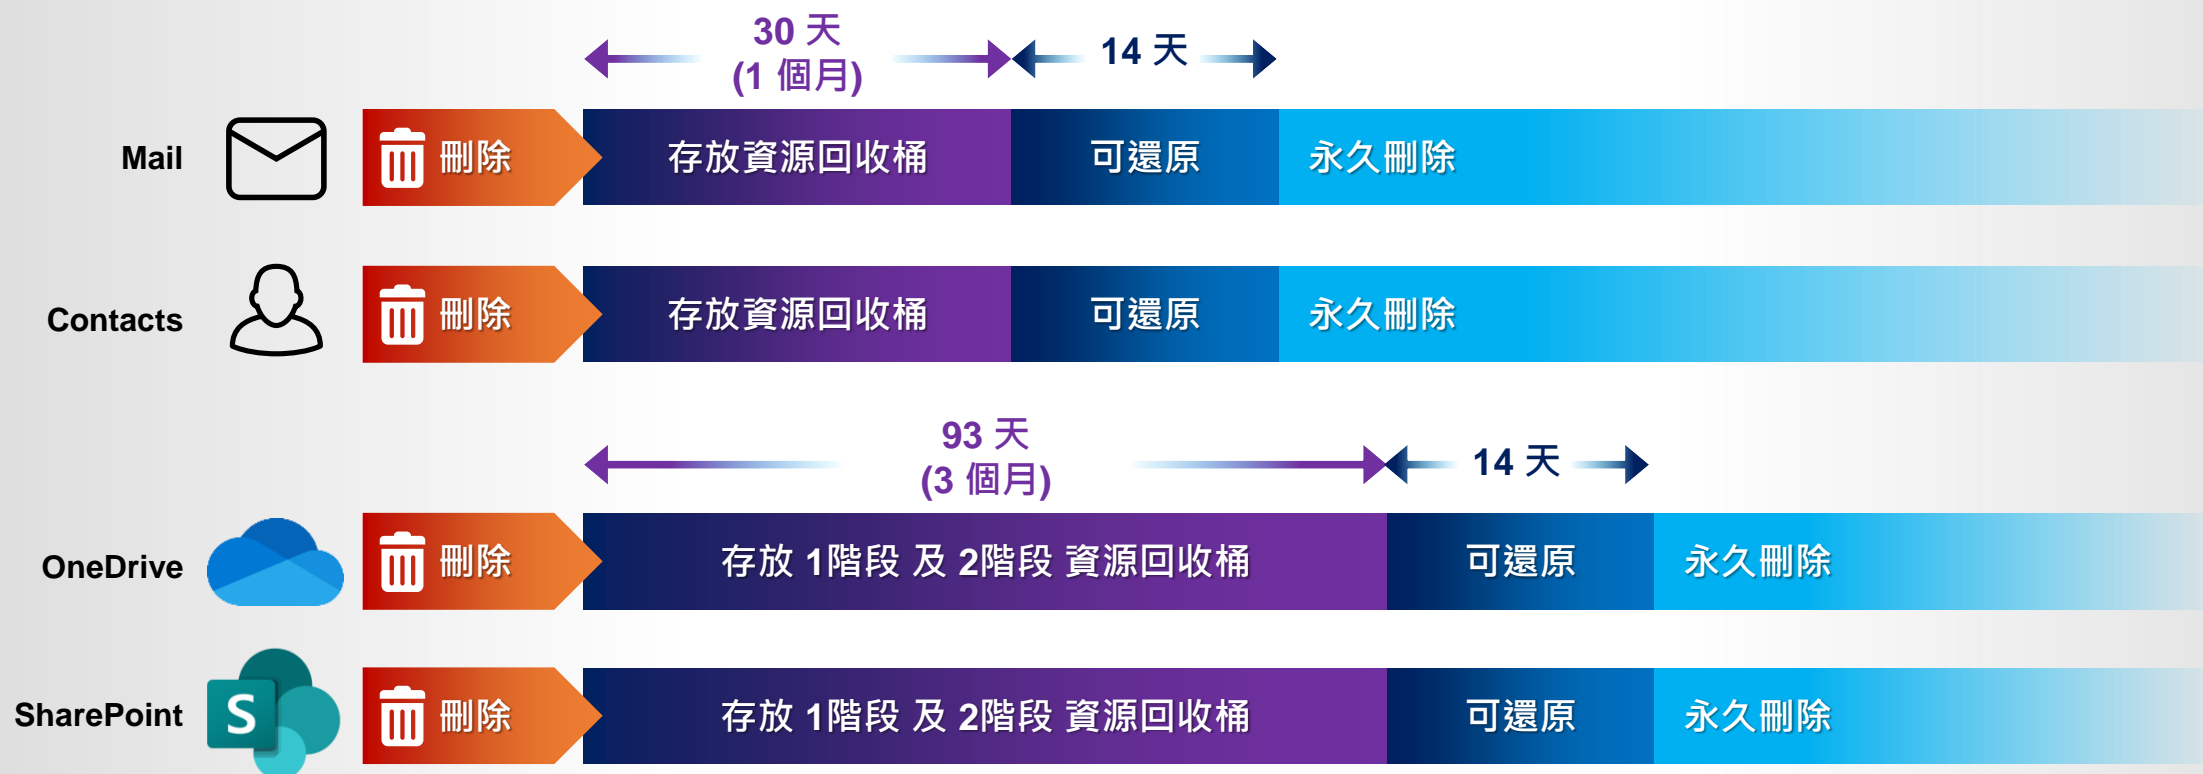 30 天
(1 個月)
14 天
Mail
刪除
存放資源回收桶
可還原
永久刪除
Contacts
刪除
存放資源回收桶
可還原
永久刪除
93 天
(3 個月)
14 天
OneDrive
刪除
存放 1階段 及 2階段 資源回收桶
可還原
永久刪除
SharePoint
S
刪除
存放 1階段 及 2階段 資源回收桶
可還原
永久刪除